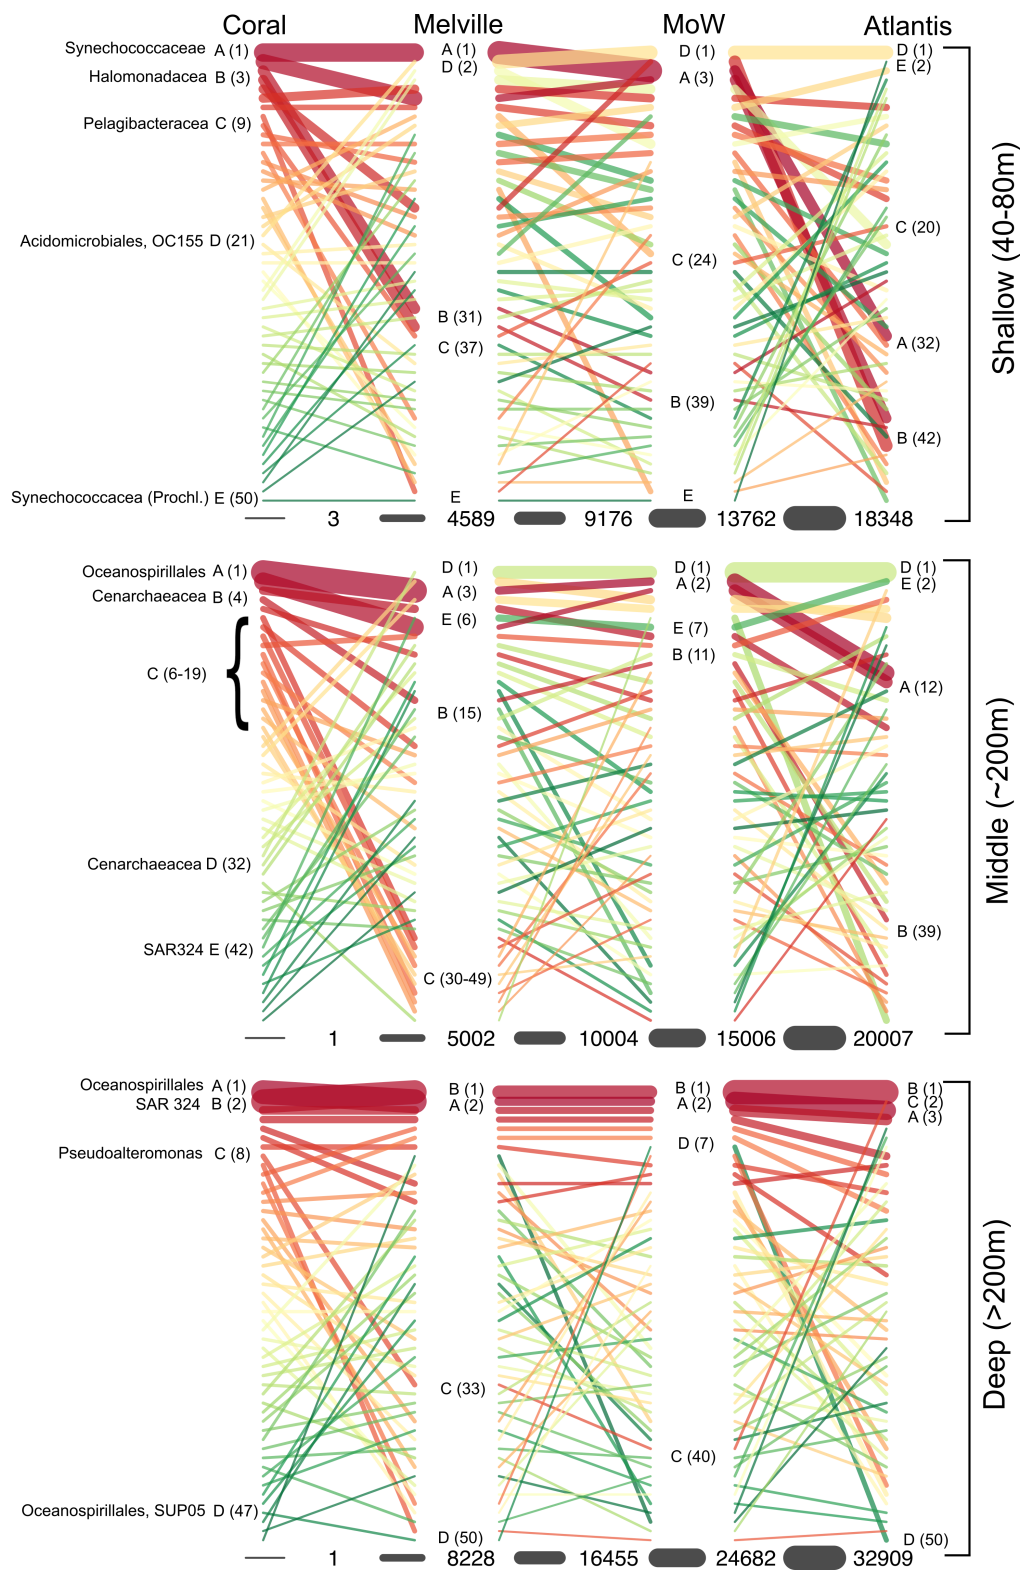 Coral Melville MoW Atlantis
Synechococcaceae A (1) A (1) D (1) D (1)
D (2) E (2)
Halomonadacea B (3) A (3)
Pelagibacteracea C (9)
C (20)
Acidomicrobiales, OC155 D (21)
C (24)
B (31)
A (32)
C (37)
B (39)
B (42)
Synechococcacea (Prochl.) E (50) E E
3 4589 9176 13762 18348
Shallow (40-80m)
Oceanospirillales A (1) D (1) D (1) D (1)
A (3) A (2) E (2)
Cenarchaeacea B (4)
E (6) E (7)
B (11)
C (6-19)
A (12)
B (15)
Cenarchaeacea D (32)
B (39)
SAR324 E (42)
C (30-49)
1 5002 10004 15006 20007
Middle (~200m)
Oceanospirillales A (1) B (1) B (1) B (1)
SAR 324 B (2) A (2) A (2) C (2)
A (3)
D (7)
Pseudoalteromonas C (8)
C (33)
C (40)
Oceanospirillales, SUP05 D (47)
D (50) D (50)
1 8228 16455 24682 32909
Deep (>200m)